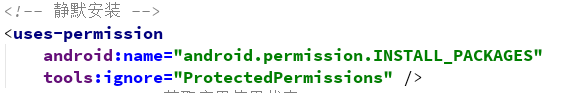 <!-- 静默安装 -->
<uses-permission
android:name="android.permission.INSTALL_PACKAGES"
tools:ignore="ProtectedPermissions" />